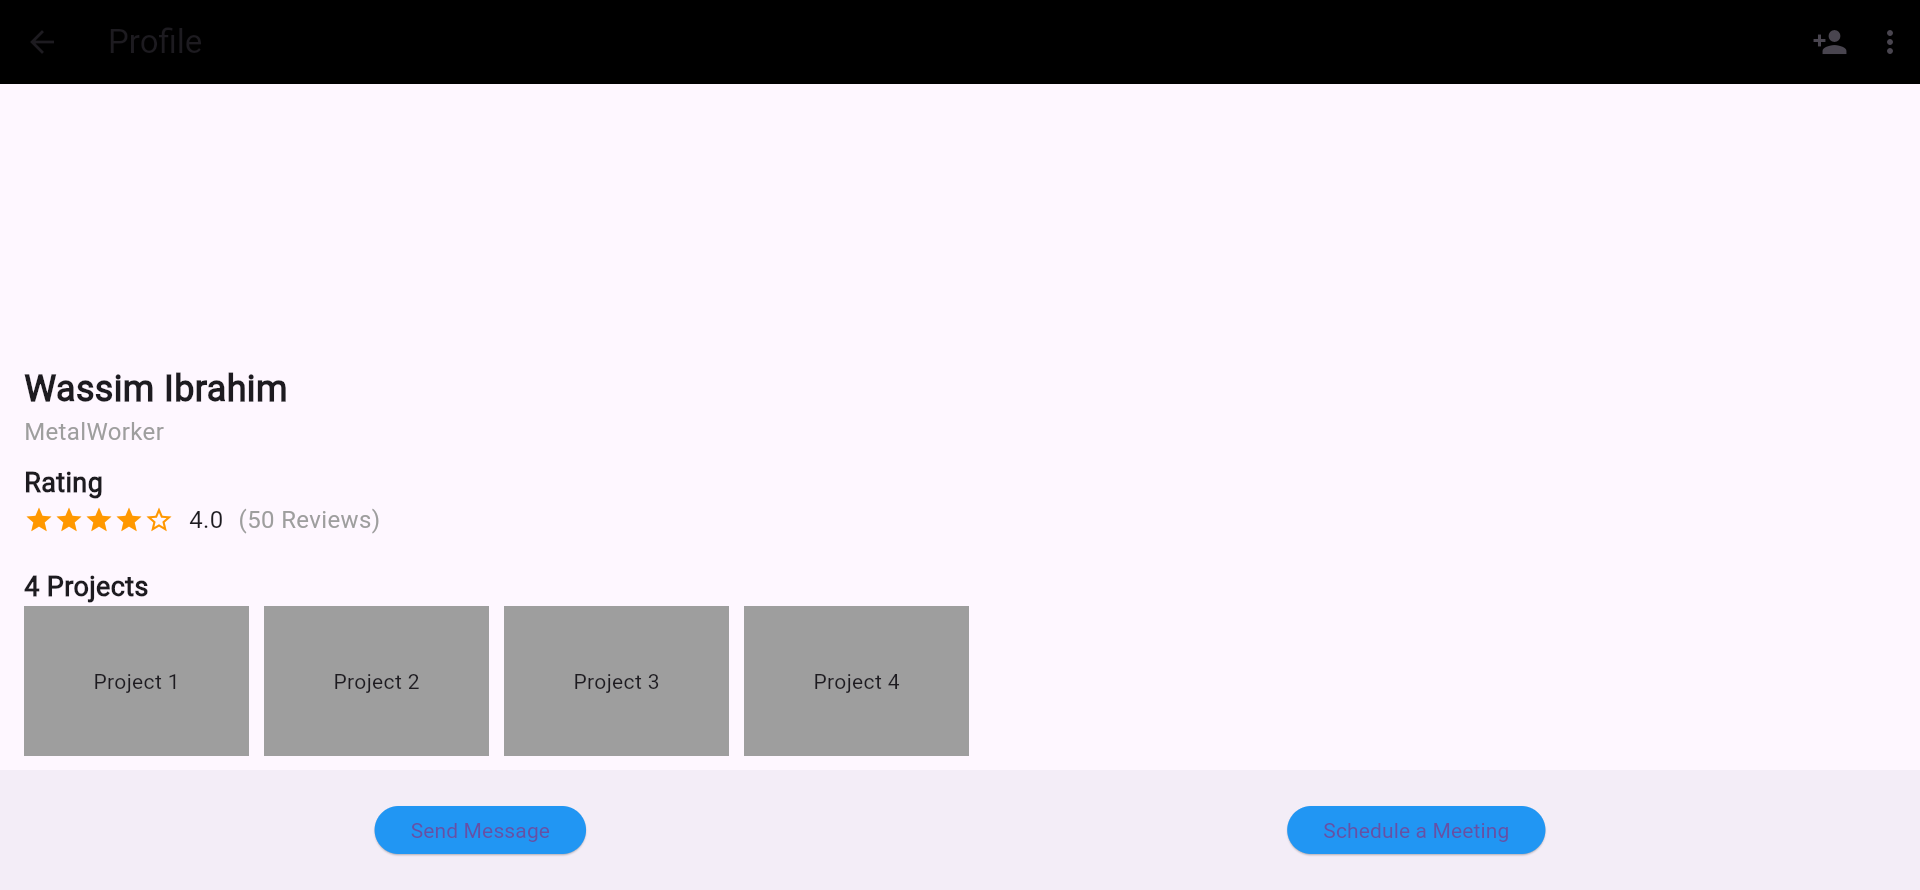 Profile
Wassim Ibrahim
MetalWorker
Rating
4.0 (50 Reviews)
4 Projects
Project 1 Project 2 Project 3 Project 4
Send Message Schedule a Meeting